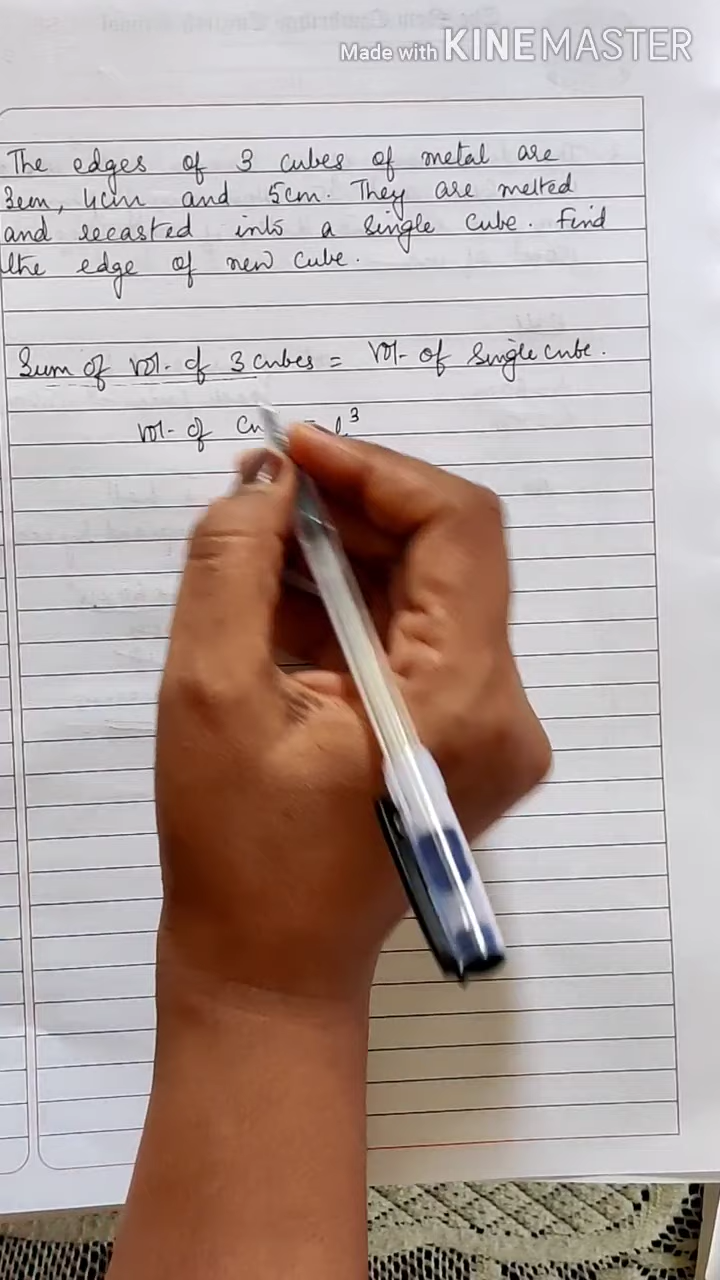 Made with KINEMASTER
The edges of 3 cubes of metal are
3cm, 4cm and 5cm. They are melted
and recasted into a single cube. Find
the edge of new cube.
Sum of vol. of 3 cubes = vol. of single cube.
vol. of l³